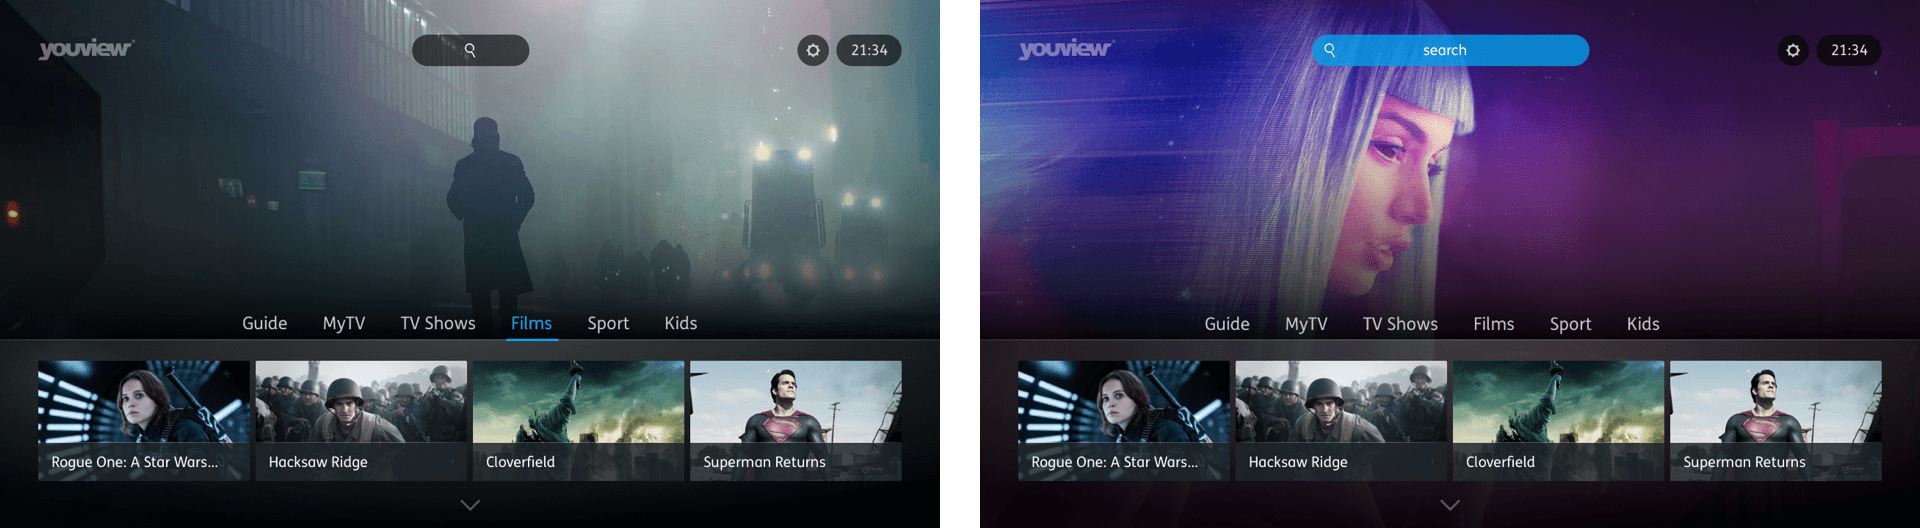 youview
21:34
Guide MyTV TV Shows Films Sport Kids
Rogue One: A Star Wars... Hacksaw Ridge Cloverfield Superman Returns
youview
search
21:34
Guide MyTV TV Shows Films Sport Kids
Rogue One: A Star Wars... Hacksaw Ridge Cloverfield Superman Returns